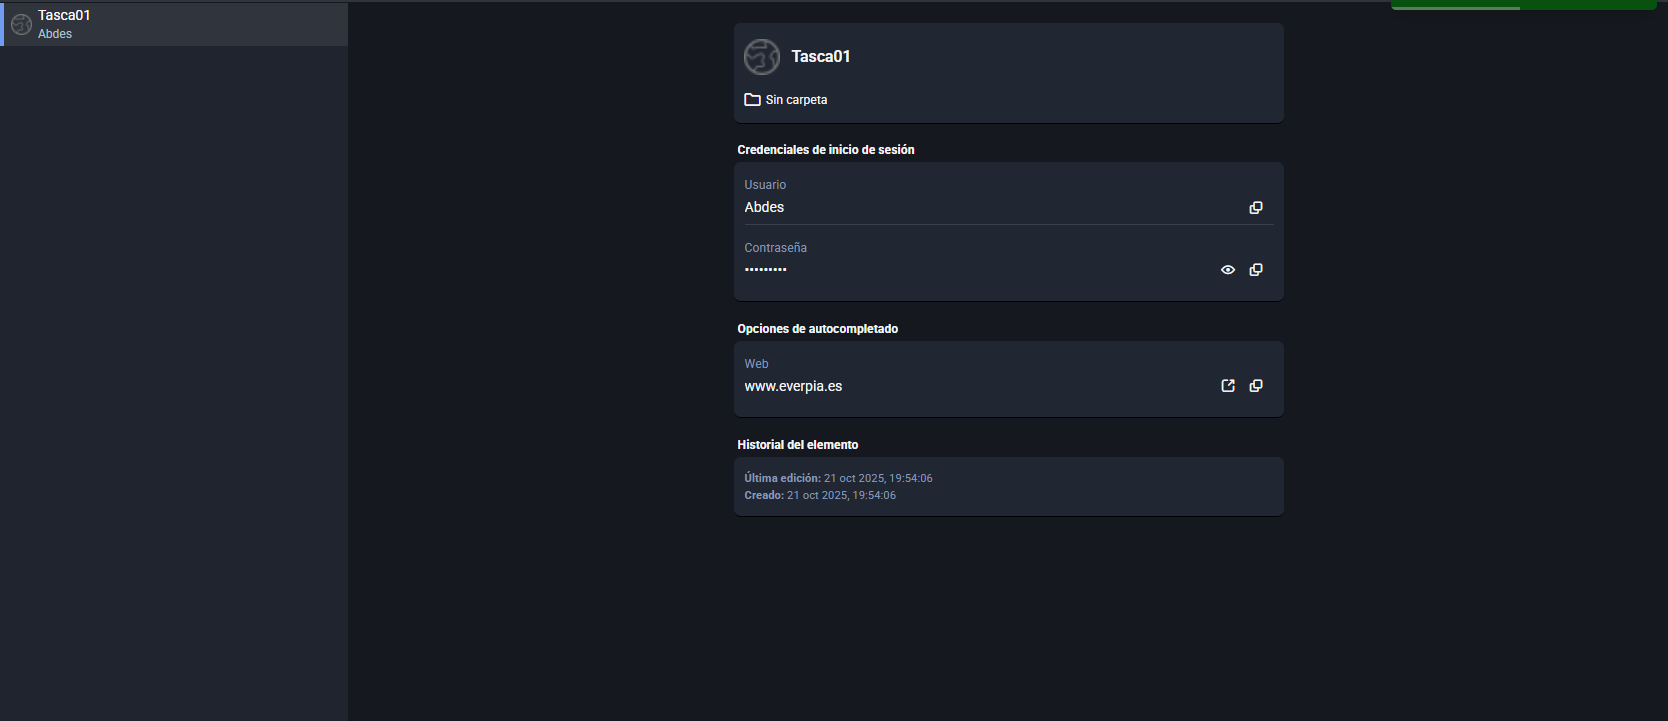 Tasca01
Abdes
Tasca01
Sin carpeta
Credenciales de inicio de sesión
Usuario
Abdes
Contraseña
•••••••••
Opciones de autocompletado
Web
www.everpia.es
Historial del elemento
Última edición: 21 oct 2025, 19:54:06
Creado: 21 oct 2025, 19:54:06